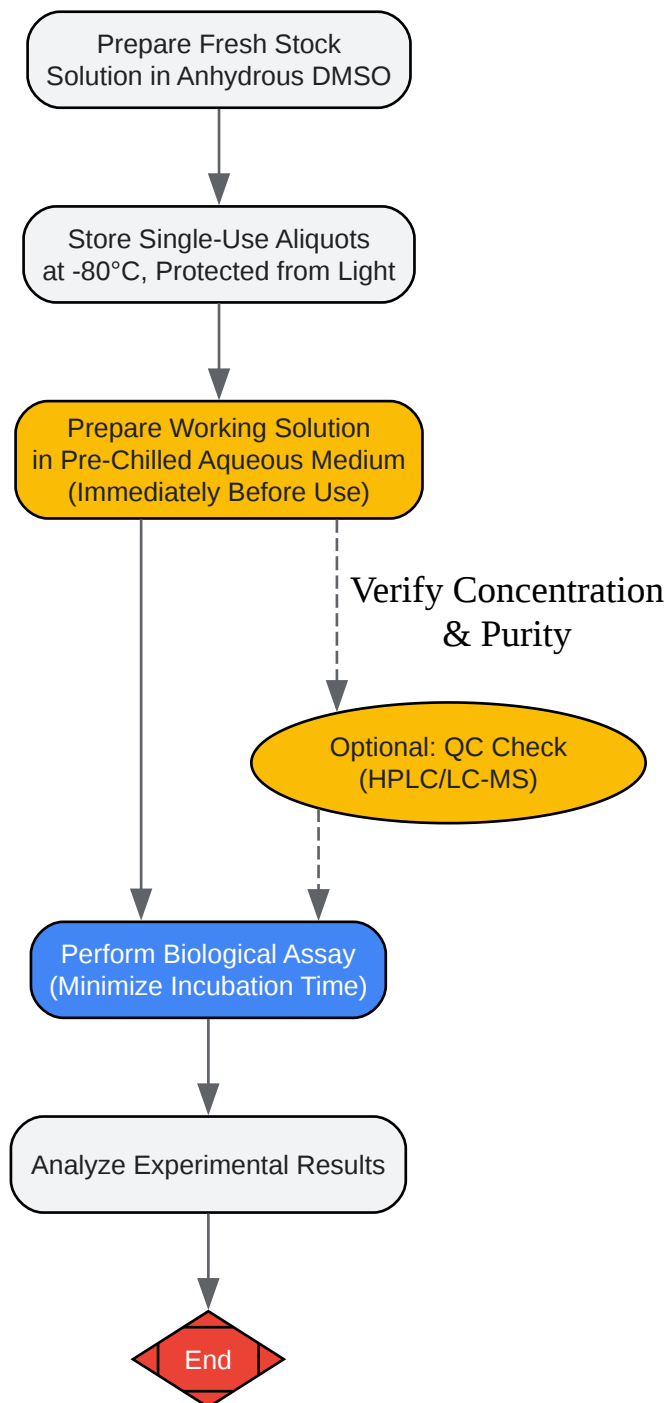 Prepare Fresh Stock
Solution in Anhydrous DMSO
Store Single-Use Aliquots
at -80°C, Protected from Light
Prepare Working Solution
in Pre-Chilled Aqueous Medium
(Immediately Before Use)
Verify Concentration
& Purity
Optional: QC Check
(HPLC/LC-MS)
Perform Biological Assay
(Minimize Incubation Time)
Analyze Experimental Results
End